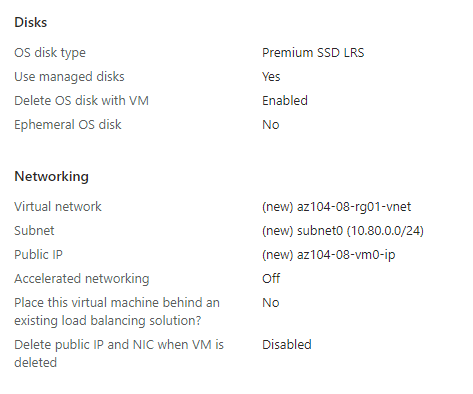 Disks
OS disk type Premium SSD LRS
Use managed disks Yes
Delete OS disk with VM Enabled
Ephemeral OS disk No
Networking
Virtual network (new) az104-08-rg01-vnet
Subnet (new) subnet0 (10.80.0.0/24)
Public IP (new) az104-08-vm0-ip
Accelerated networking Off
Place this virtual machine behind an No
existing load balancing solution?
Delete public IP and NIC when VM is Disabled
deleted